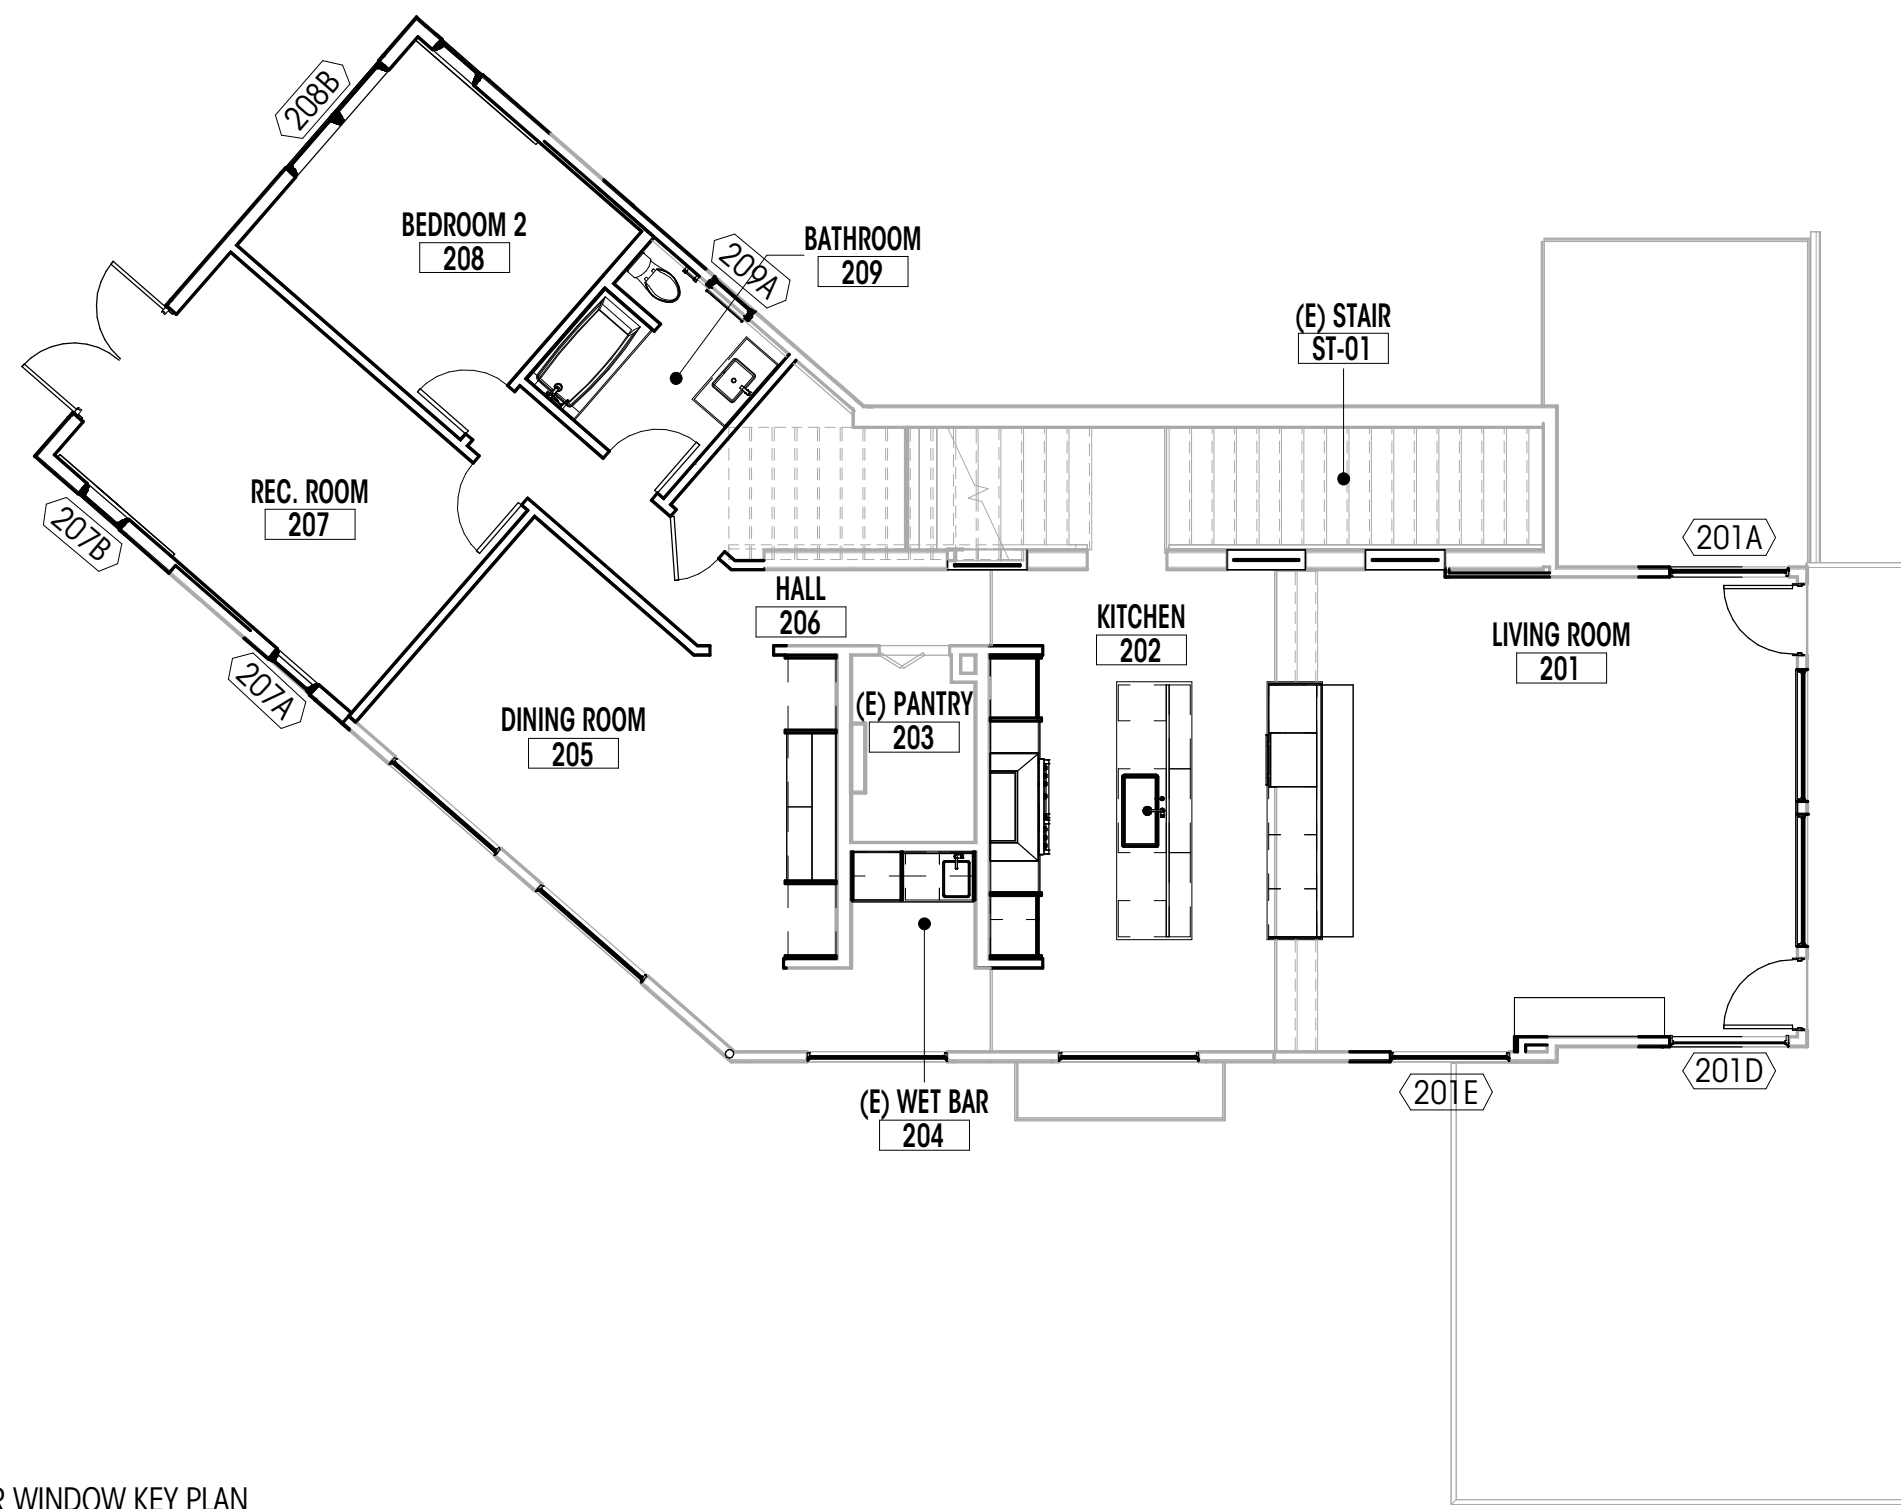 208B
BEDROOM 2
208
209A
BATHROOM
209
(E) STAIR
ST-01
REC. ROOM
207
207B
201A
HALL
206
KITCHEN
202
LIVING ROOM
201
207A
DINING ROOM
205
(E) PANTRY
203
201E
201D
(E) WET BAR
204
WINDOW KEY PLAN